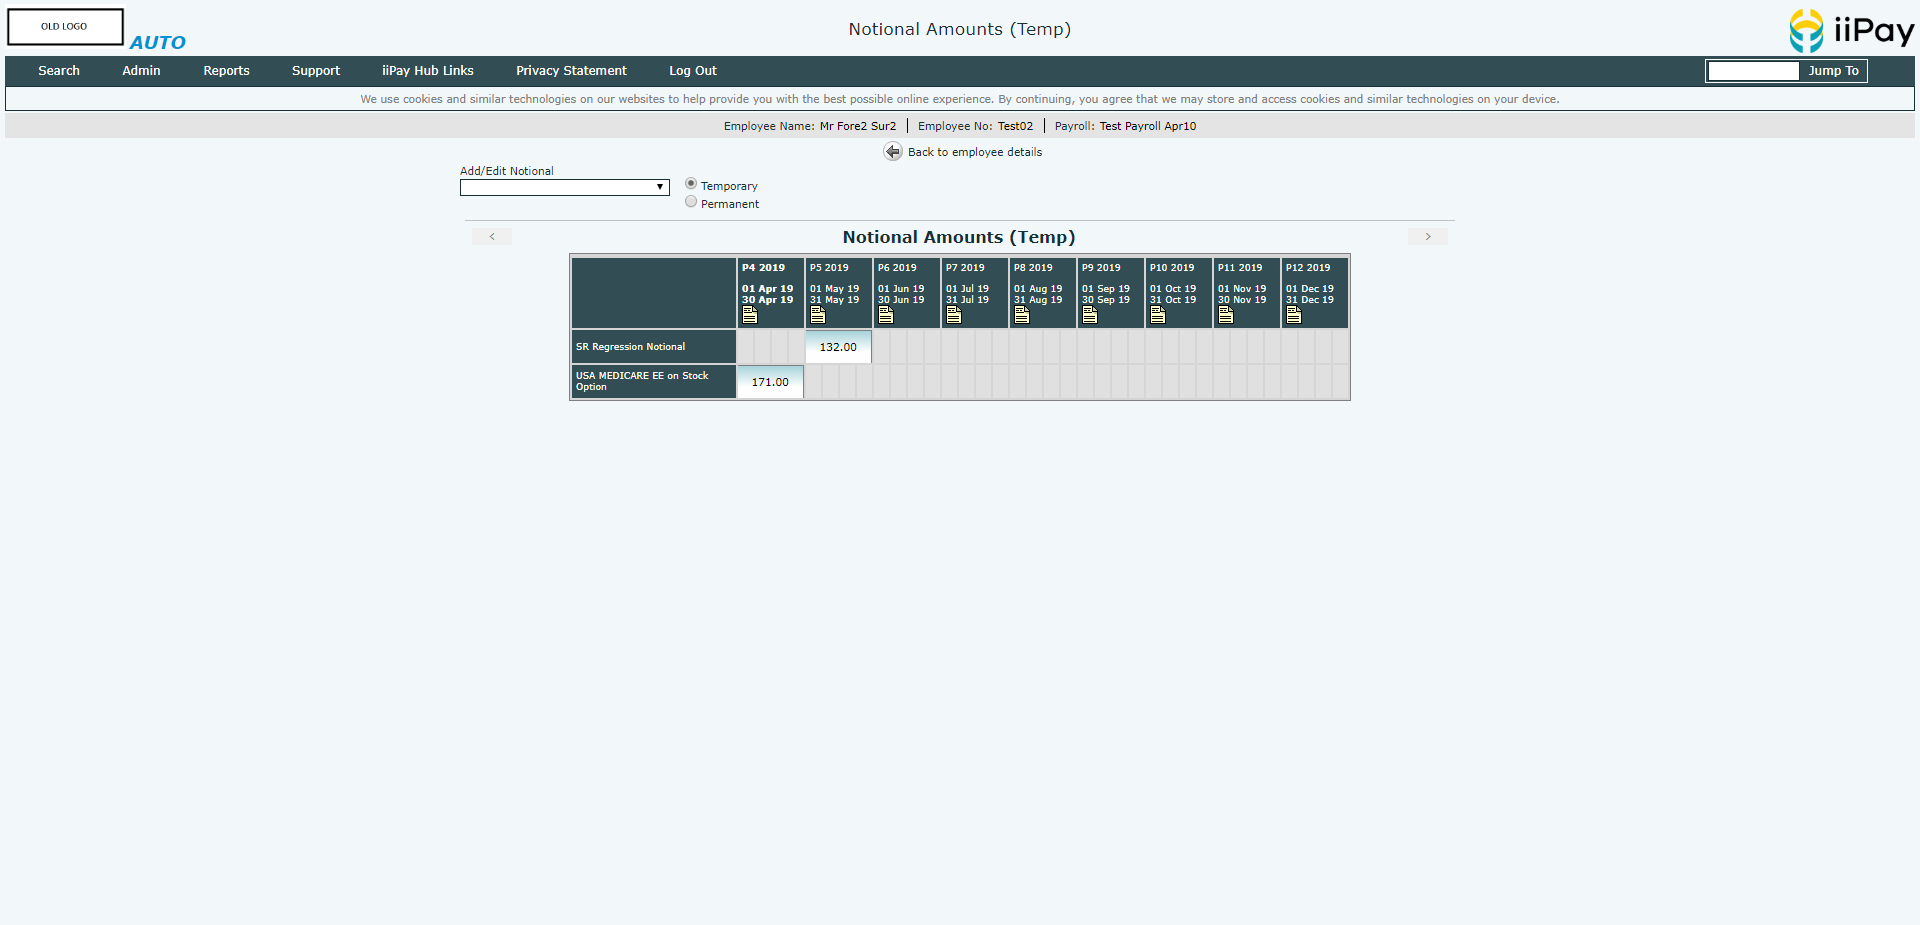 OLD LOGO
AUTO
Notional Amounts (Temp)
iiPay
Search Admin Reports Support iiPay Hub Links Privacy Statement Log Out Jump To
We use cookies and similar technologies on our websites to help provide you with the best possible online experience. By continuing, you agree that we may store and access cookies and similar technologies on your device.
Employee Name: Mr Fore2 Sur2 Employee No: Test02 Payroll: Test Payroll Apr10
Back to employee details
Add/Edit Notional
Temporary
Permanent
< Notional Amounts (Temp) >
P4 2019 P5 2019 P6 2019 P7 2019 P8 2019 P9 2019 P10 2019 P11 2019 P12 2019
01 Apr 19 01 May 19 01 Jun 19 01 Jul 19 01 Aug 19 01 Sep 19 01 Oct 19 01 Nov 19 01 Dec 19
30 Apr 19 31 May 19 30 Jun 19 31 Jul 19 31 Aug 19 30 Sep 19 31 Oct 19 30 Nov 19 31 Dec 19
SR Regression Notional 132.00
USA MEDICARE EE on Stock
Option 171.00